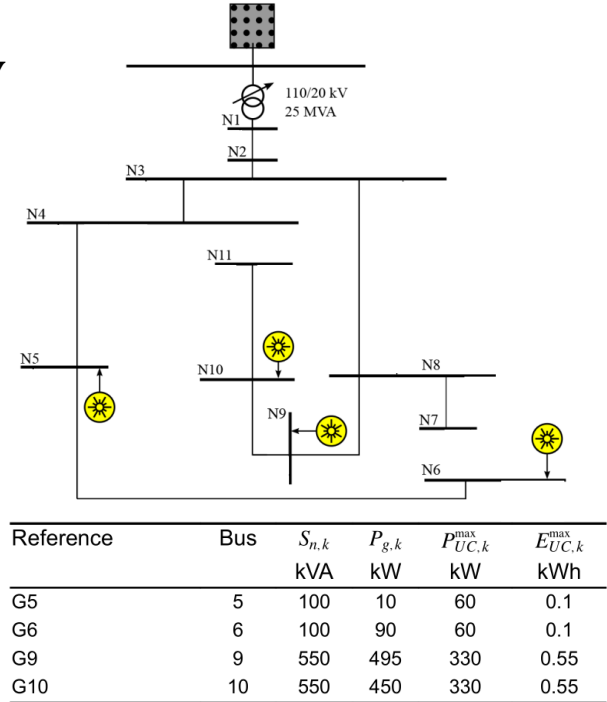 110/20 kV
25 MVA
N1
N2
N3
N4
N11
N5
N10
N8
N9
N7
N6
Reference Bus S_{n,k} P_{g,k} P_{UC,k}^{max} E_{UC,k}^{max}
kVA kW kW kWh
G5 5 100 10 60 0.1
G6 6 100 90 60 0.1
G9 9 550 495 330 0.55
G10 10 550 450 330 0.55